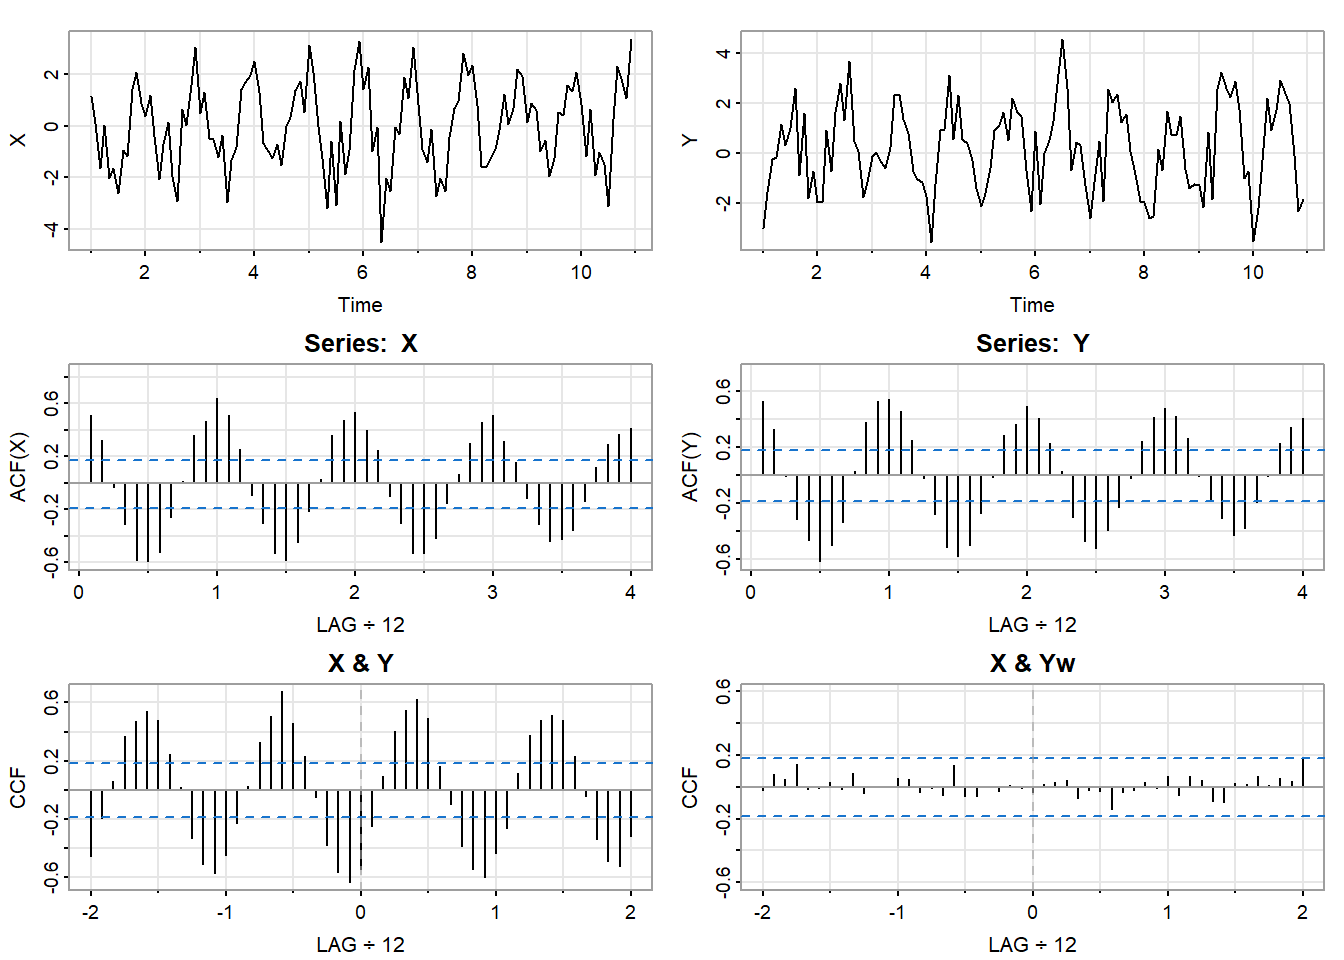 X
-4 -2 0 2
2 4 6 8 10
Time
Y
-2 0 2 4
2 4 6 8 10
Time
Series: X
ACF(X)
-0.6 -0.2 0.2 0.6
0 1 2 3 4
LAG ÷ 12
Series: Y
ACF(Y)
-0.6 -0.2 0.2 0.6
0 1 2 3 4
LAG ÷ 12
X & Y
CCF
-0.6 -0.2 0.2 0.6
-2 -1 0 1 2
LAG ÷ 12
X & Yw
CCF
-0.6 -0.2 0.2 0.6
-2 -1 0 1 2
LAG ÷ 12